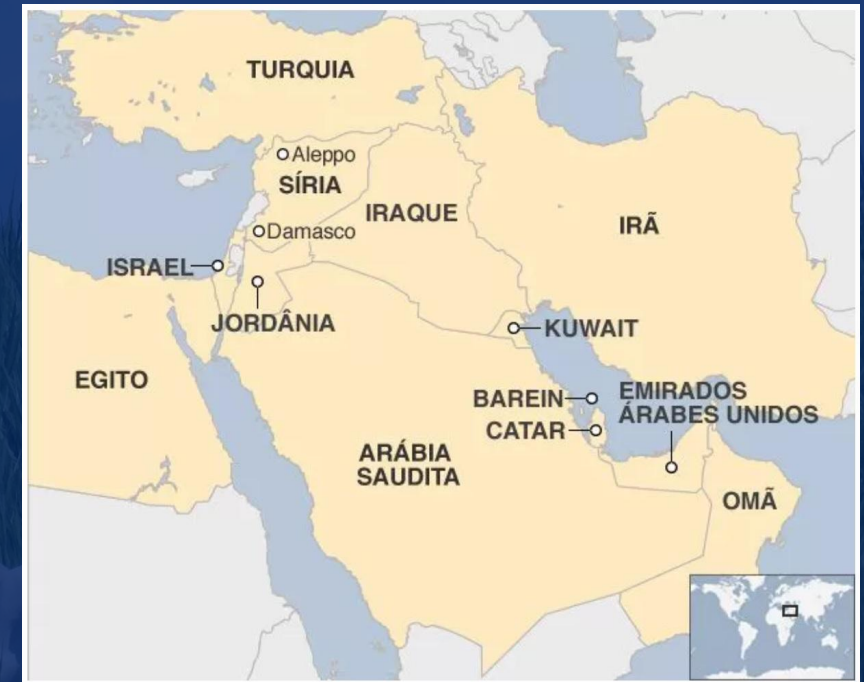 TURQUIA
Aleppo
SÍRIA
IRAQUE
IRÃ
Damasco
ISRAEL
JORDÂNIA
KUWAIT
EGITO
BAREIN
EMIRADOS
ÁRABES UNIDOS
CATAR
ARÁBIA
SAUDITA
OMÃ